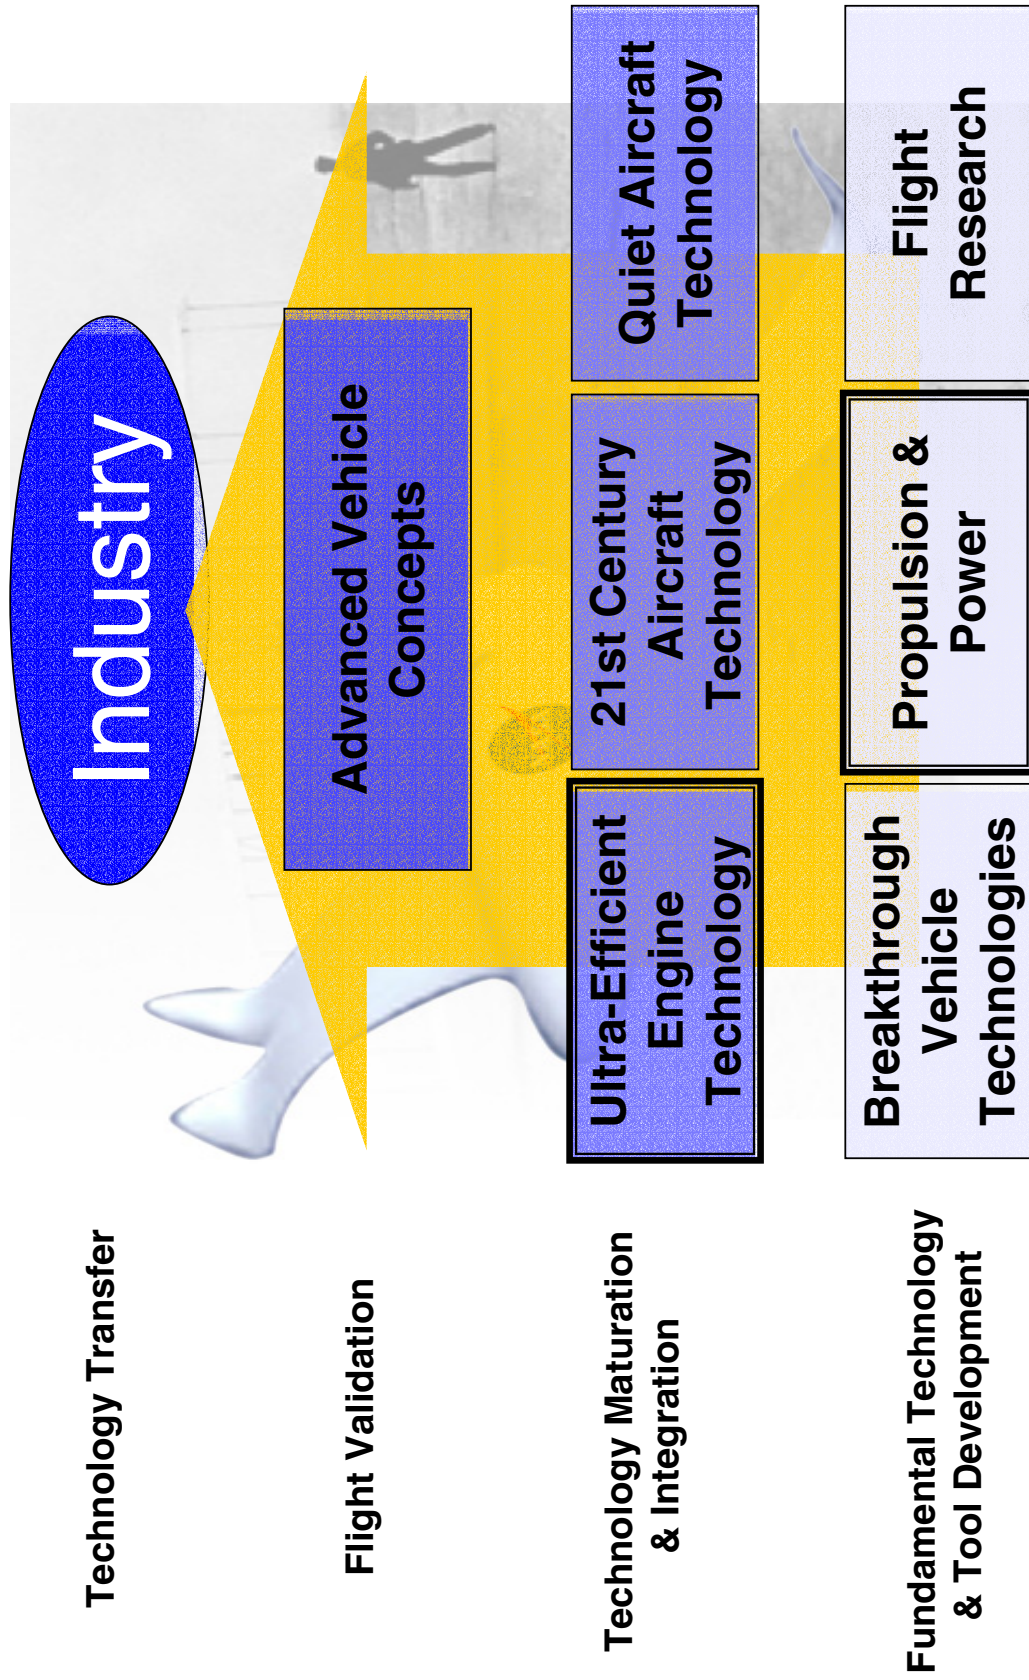 Technology Transfer
Industry
Flight Validation
Advanced Vehicle
Concepts
Technology Maturation
& Integration
Ultra-Efficient
Engine
Technology
21st Century
Aircraft
Technology
Quiet Aircraft
Technology
Fundamental Technology
& Tool Development
Breakthrough
Vehicle
Technologies
Propulsion &
Power
Flight
Research